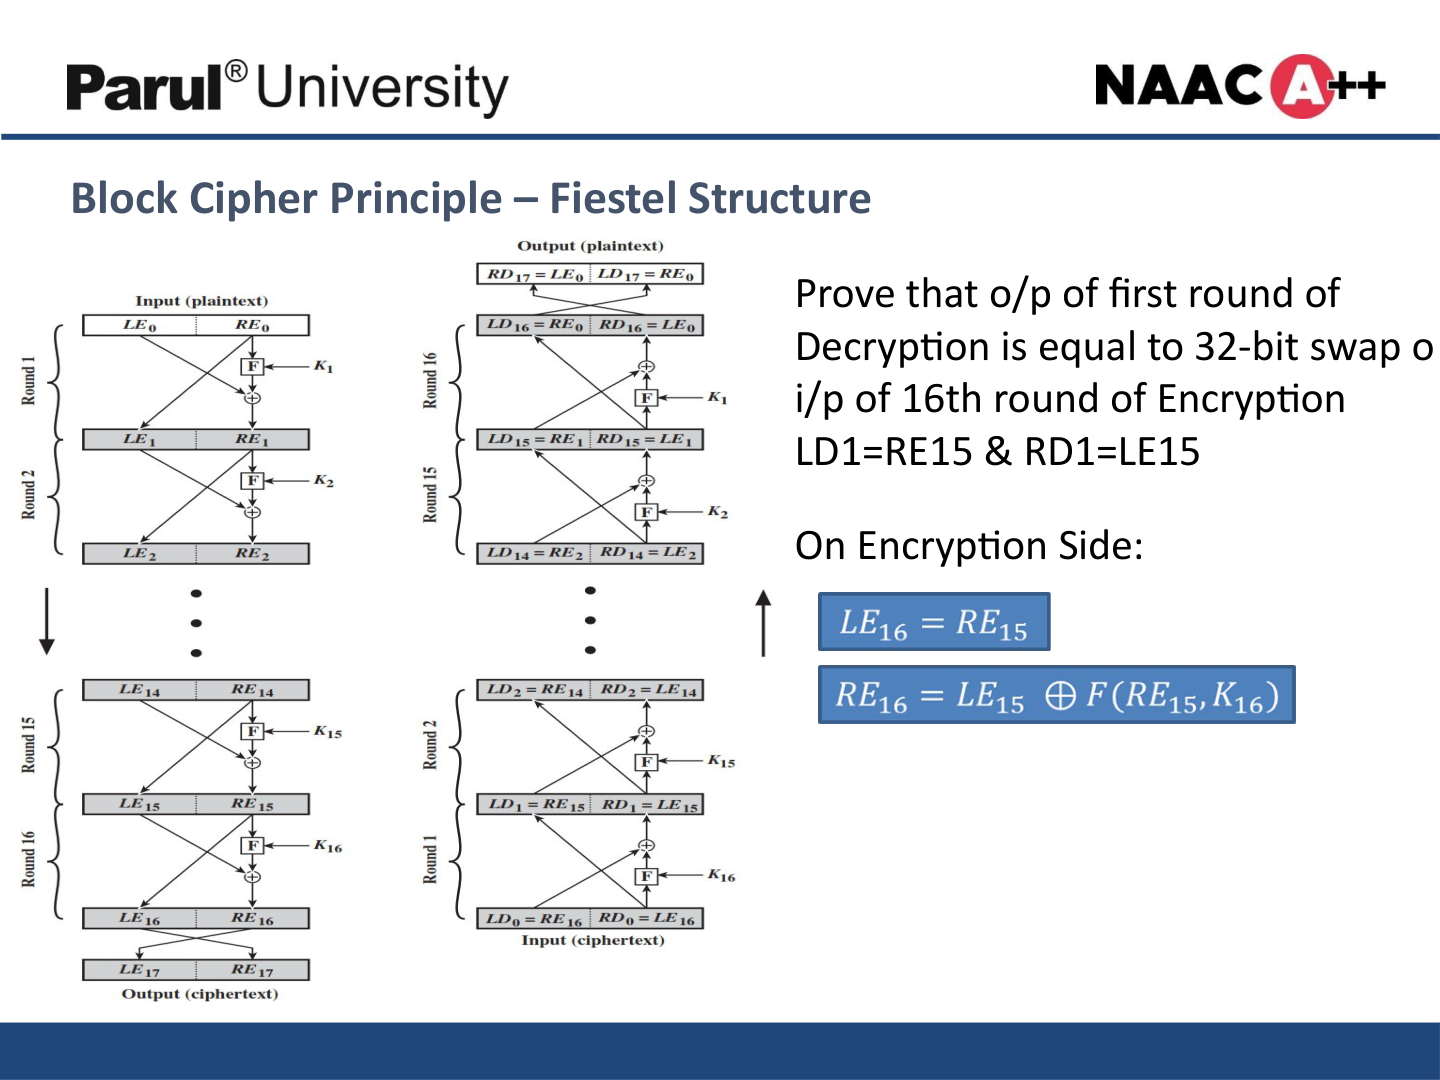 Parul® University
NAAC A++
Block Cipher Principle – Fiestel Structure
Input (plaintext)
LE0 RE0
Round 1
F K1
LE1 RE1
Round 2
F K2
LE2 RE2
LE14 RE14
Round 15
F K15
LE15 RE15
Round 16
F K16
LE16 RE16
LE17 RE17
Output (ciphertext)
Output (plaintext)
RD17 = LE0 LD17 = RE0
LD16 = RE0 RD16 = LE0
Round 16
F K1
LD15 = RE1 RD15 = LE1
Round 15
F K2
LD14 = RE2 RD14 = LE2
LD2 = RE14 RD2 = LE14
Round 2
F K15
LD1 = RE15 RD1 = LE15
Round 1
F K16
LD0 = RE16 RD0 = LE16
Input (ciphertext)
Prove that o/p of first round of
Decryption is equal to 32-bit swap o
i/p of 16th round of Encryption
LD1=RE15 & RD1=LE15
On Encryption Side:
LE16 = RE15
RE16 = LE15 ⊕ F(RE15, K16)